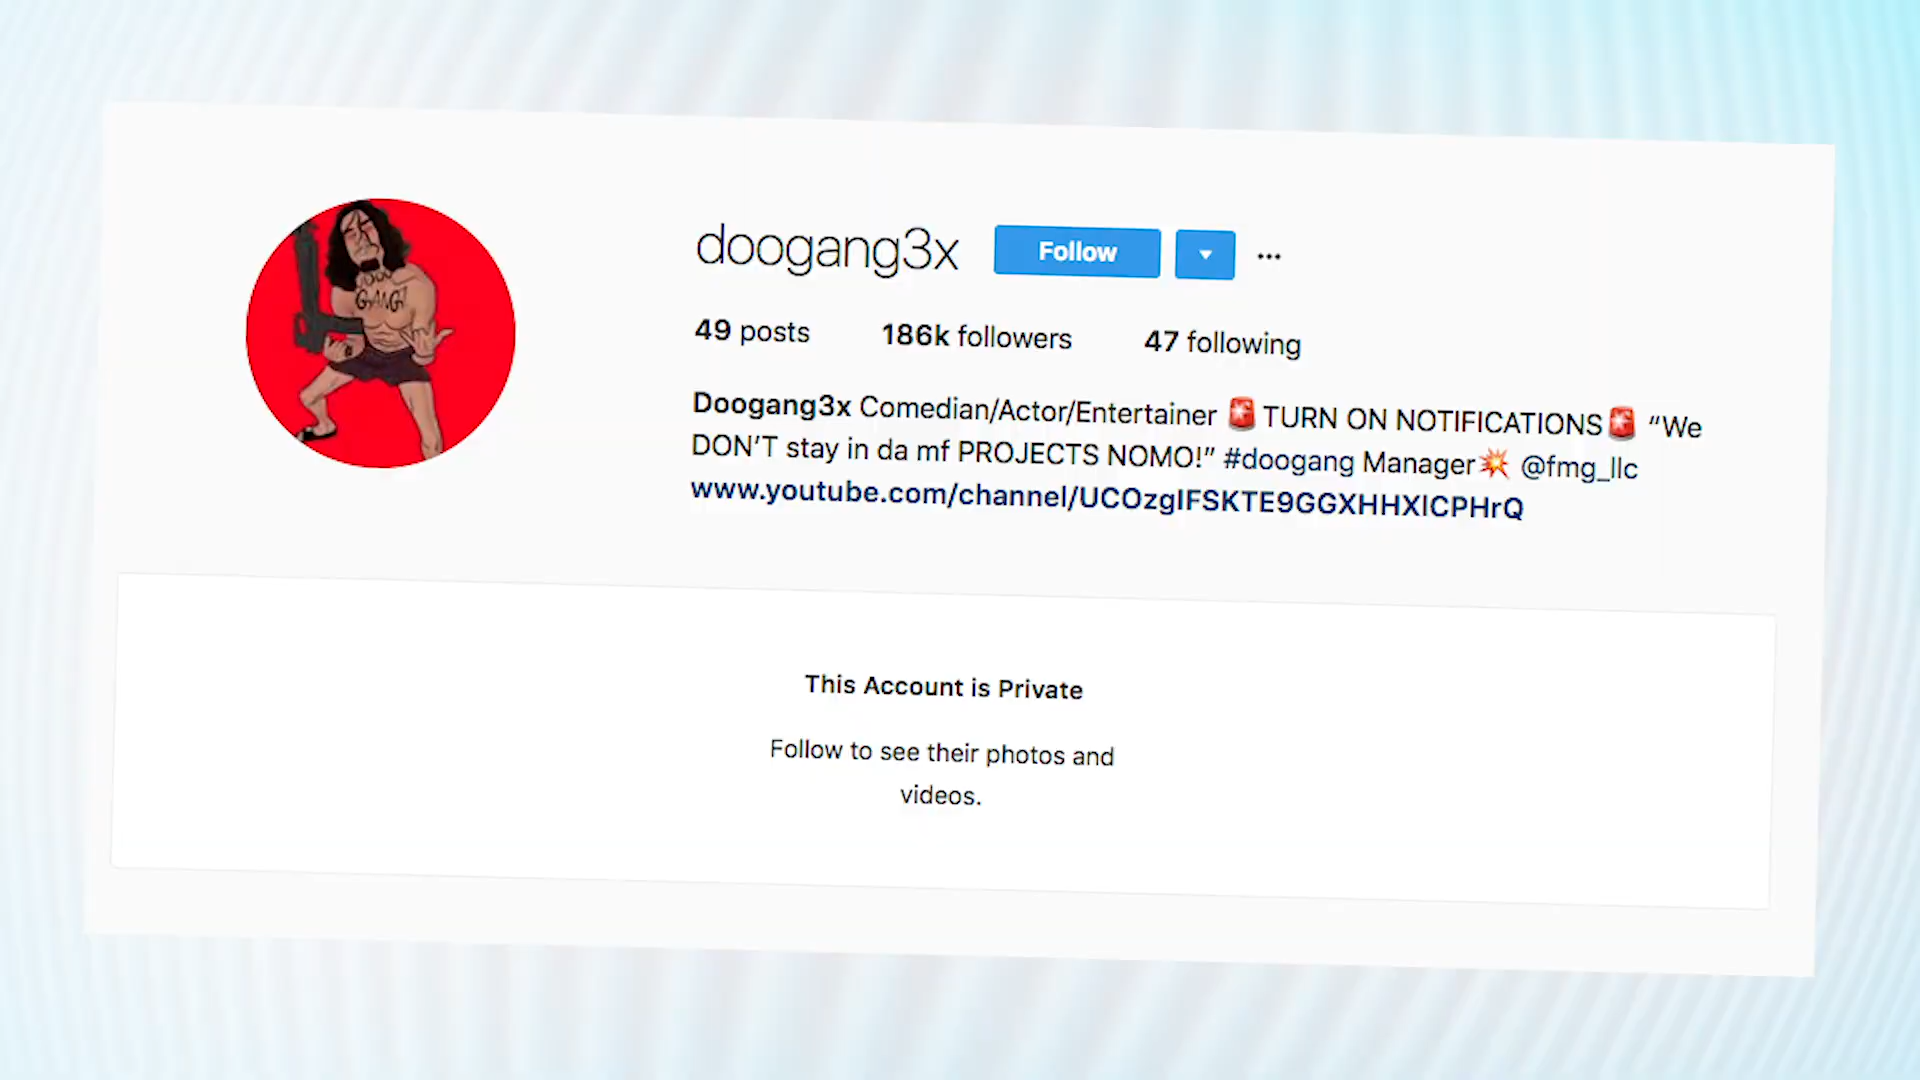 doogang3x Follow ...
49 posts 186k followers 47 following
Doogang3x Comedian/Actor/Entertainer 🚨TURN ON NOTIFICATIONS🚨 “We
DON’T stay in da mf PROJECTS NOMO!” #doogang Manager💥 @fmg_llc
www.youtube.com/channel/UCOzgIFSKTE9GGXHHXICPHrQ
DOO
GANG!
This Account is Private
Follow to see their photos and
videos.